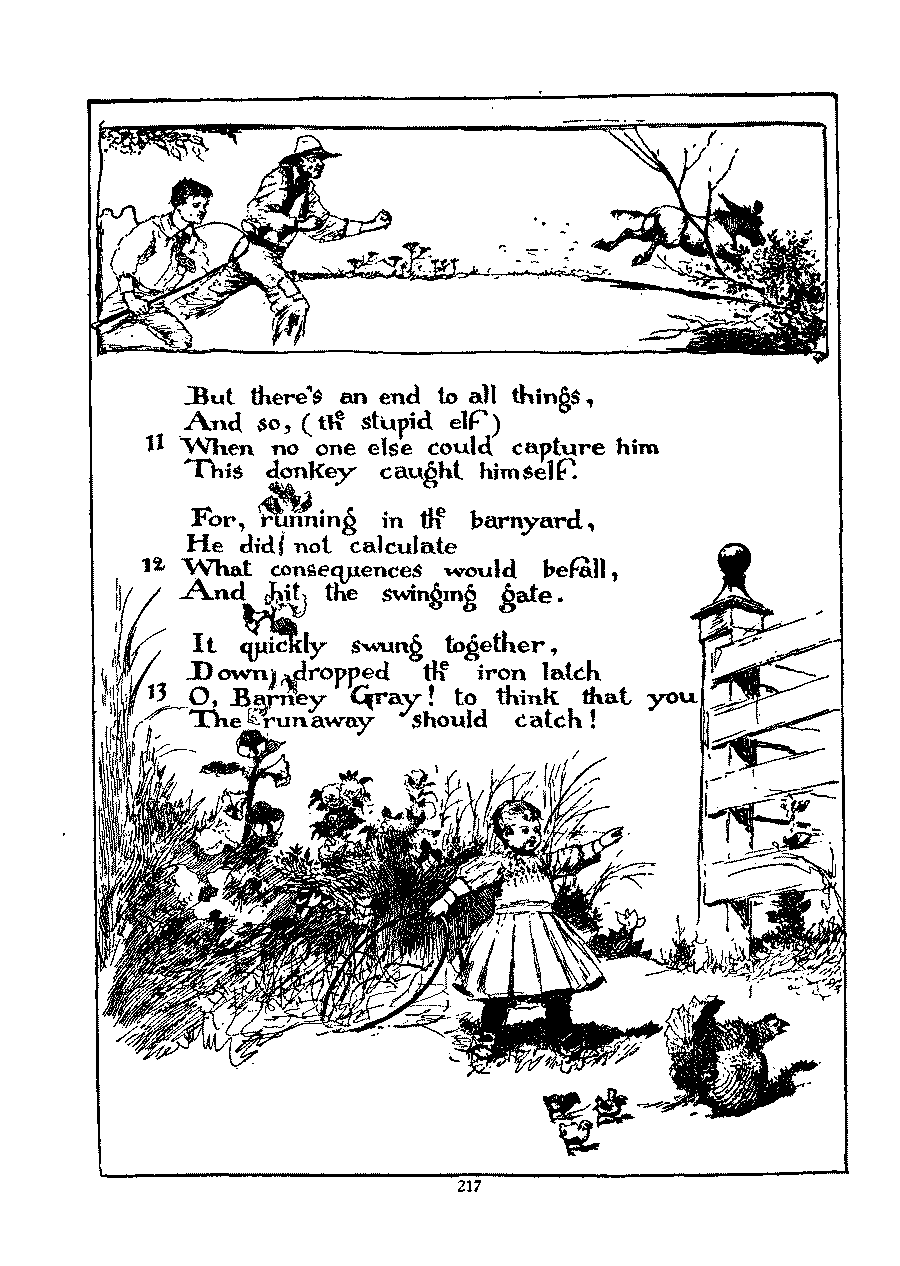 But there's an end to all things,
And so, (the stupid elf)
11 When no one else could capture him
This donkey caught himself.
For, running in the barnyard,
He did not calculate
12 What consequences would befall,
And hit the swinging gate.
It quickly swung together,
Down dropped the iron latch
13 O, Barney Gray! to think that you
The runaway should catch!
217